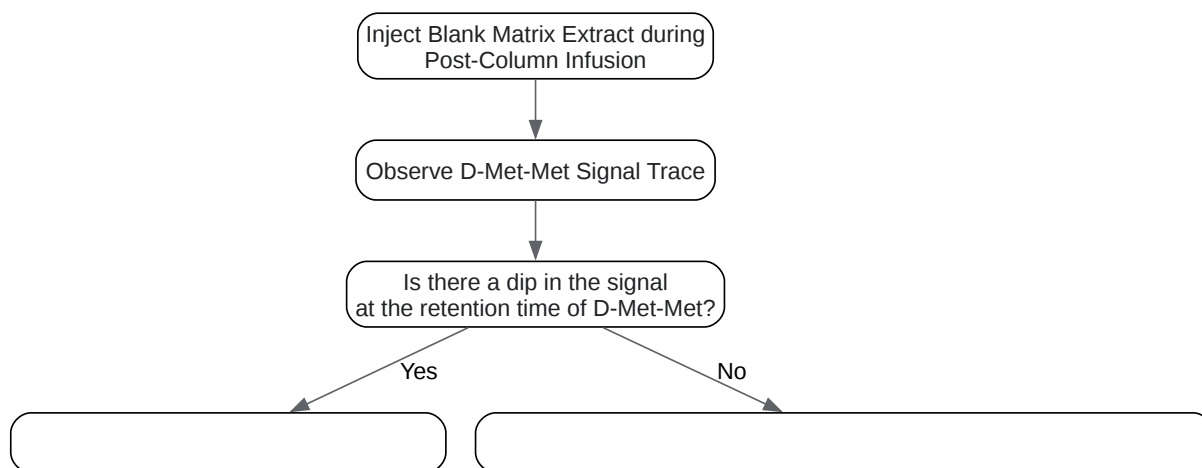 Inject Blank Matrix Extract during
Post-Column Infusion
Observe D-Met-Met Signal Trace
Is there a dip in the signal
at the retention time of D-Met-Met?
Yes
No